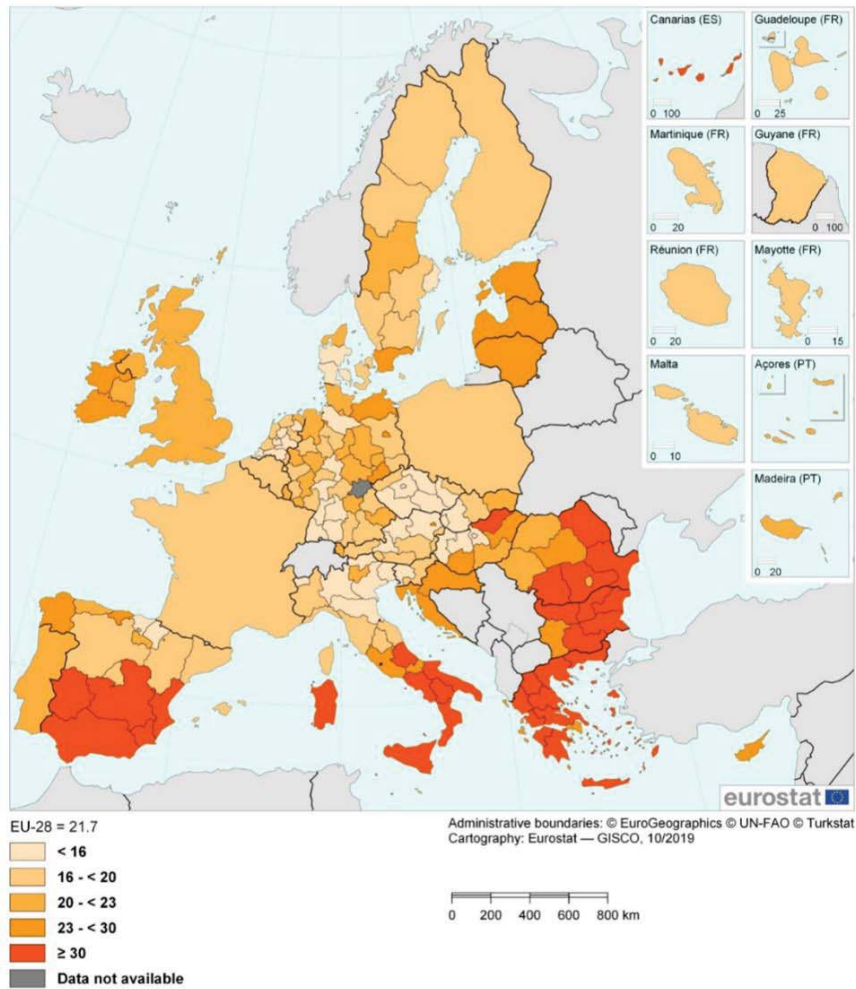 Canarias (ES)
0 100
Guadeloupe (FR)
0 25
Martinique (FR)
0 20
Guyane (FR)
0 100
Réunion (FR)
0 20
Mayotte (FR)
0 15
Malta
0 10
Açores (PT)
0 50
Madeira (PT)
0 20
eurostat
EU-28 = 21.7
< 16
16 - < 20
20 - < 23
23 - < 30
≥ 30
Data not available
Administrative boundaries: © EuroGeographics © UN-FAO © Turkstat
Cartography: Eurostat — GISCO, 10/2019
0 200 400 600 800 km